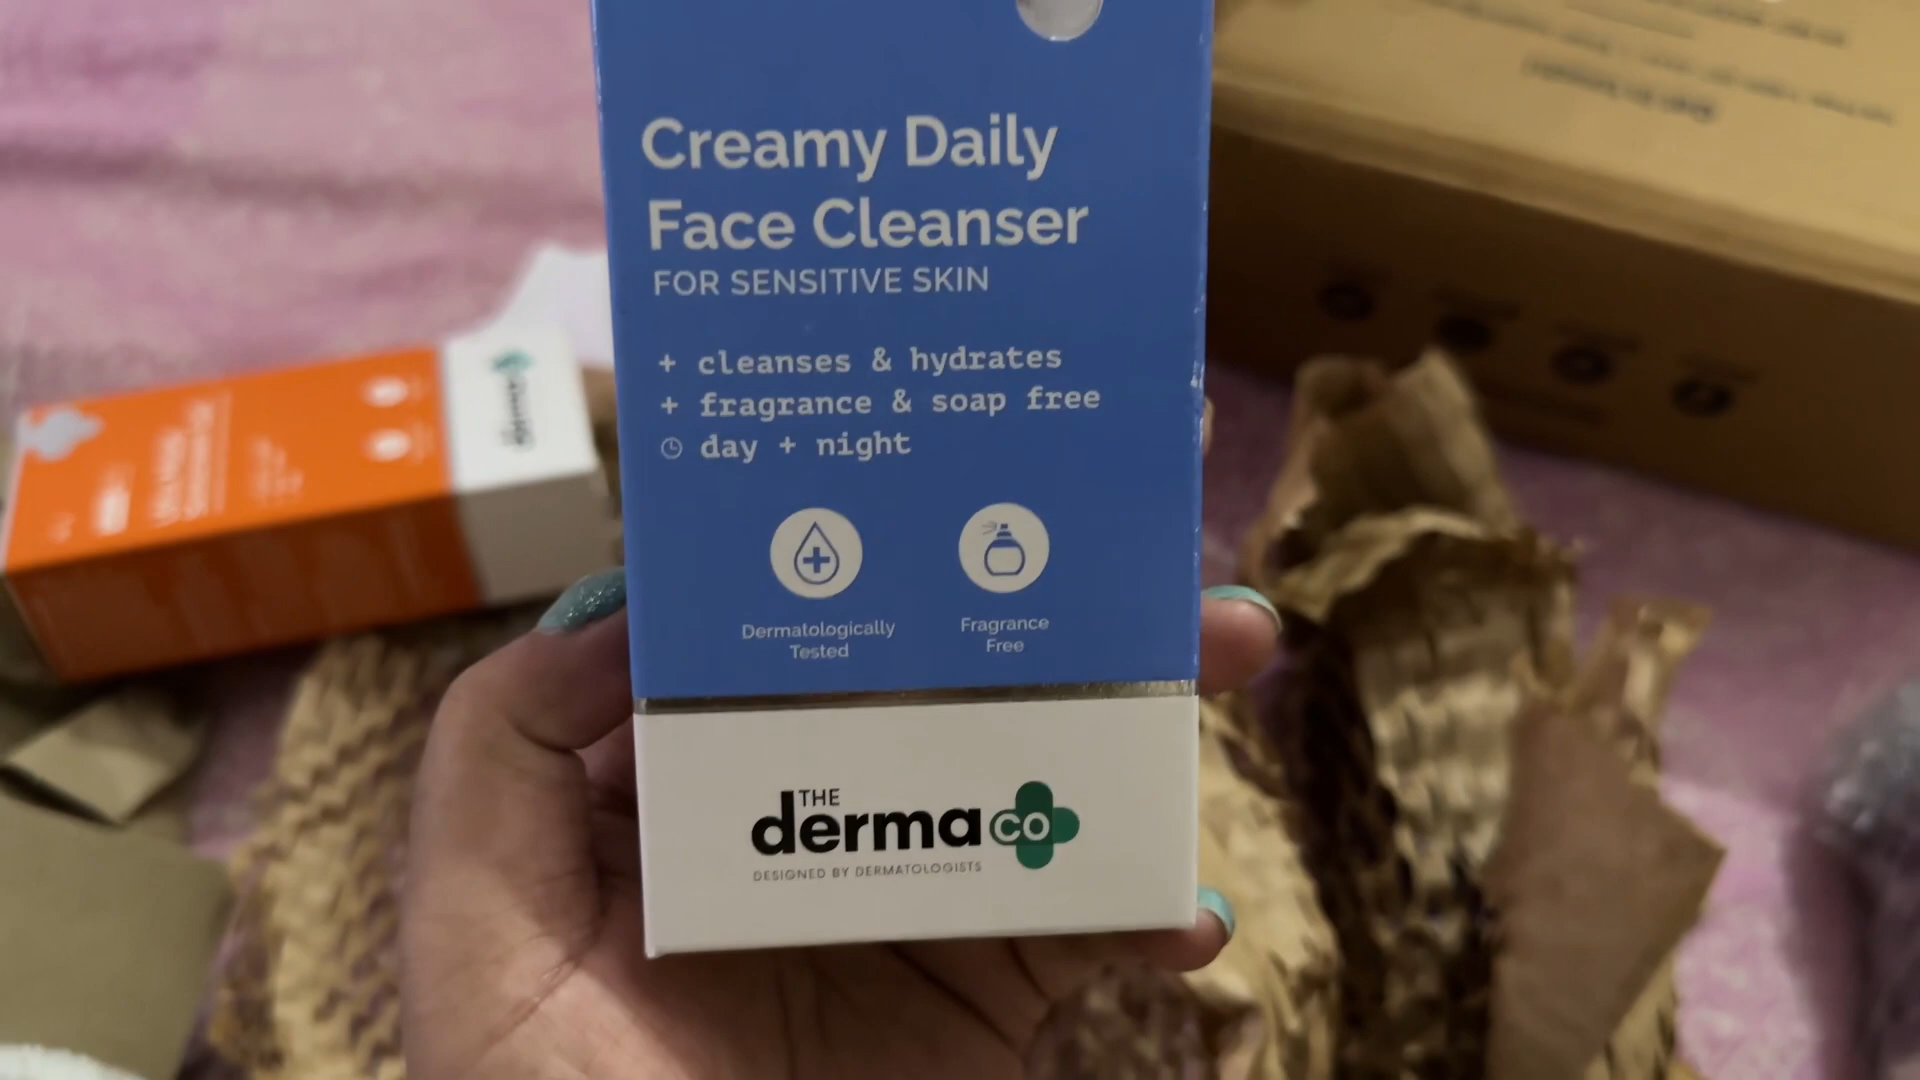 Creamy Daily
Face Cleanser
FOR SENSITIVE SKIN
+ cleanses & hydrates
+ fragrance & soap free
day + night
Dermatologically
Tested
Fragrance
Free
THE
derma co
DESIGNED BY DERMATOLOGISTS
derma